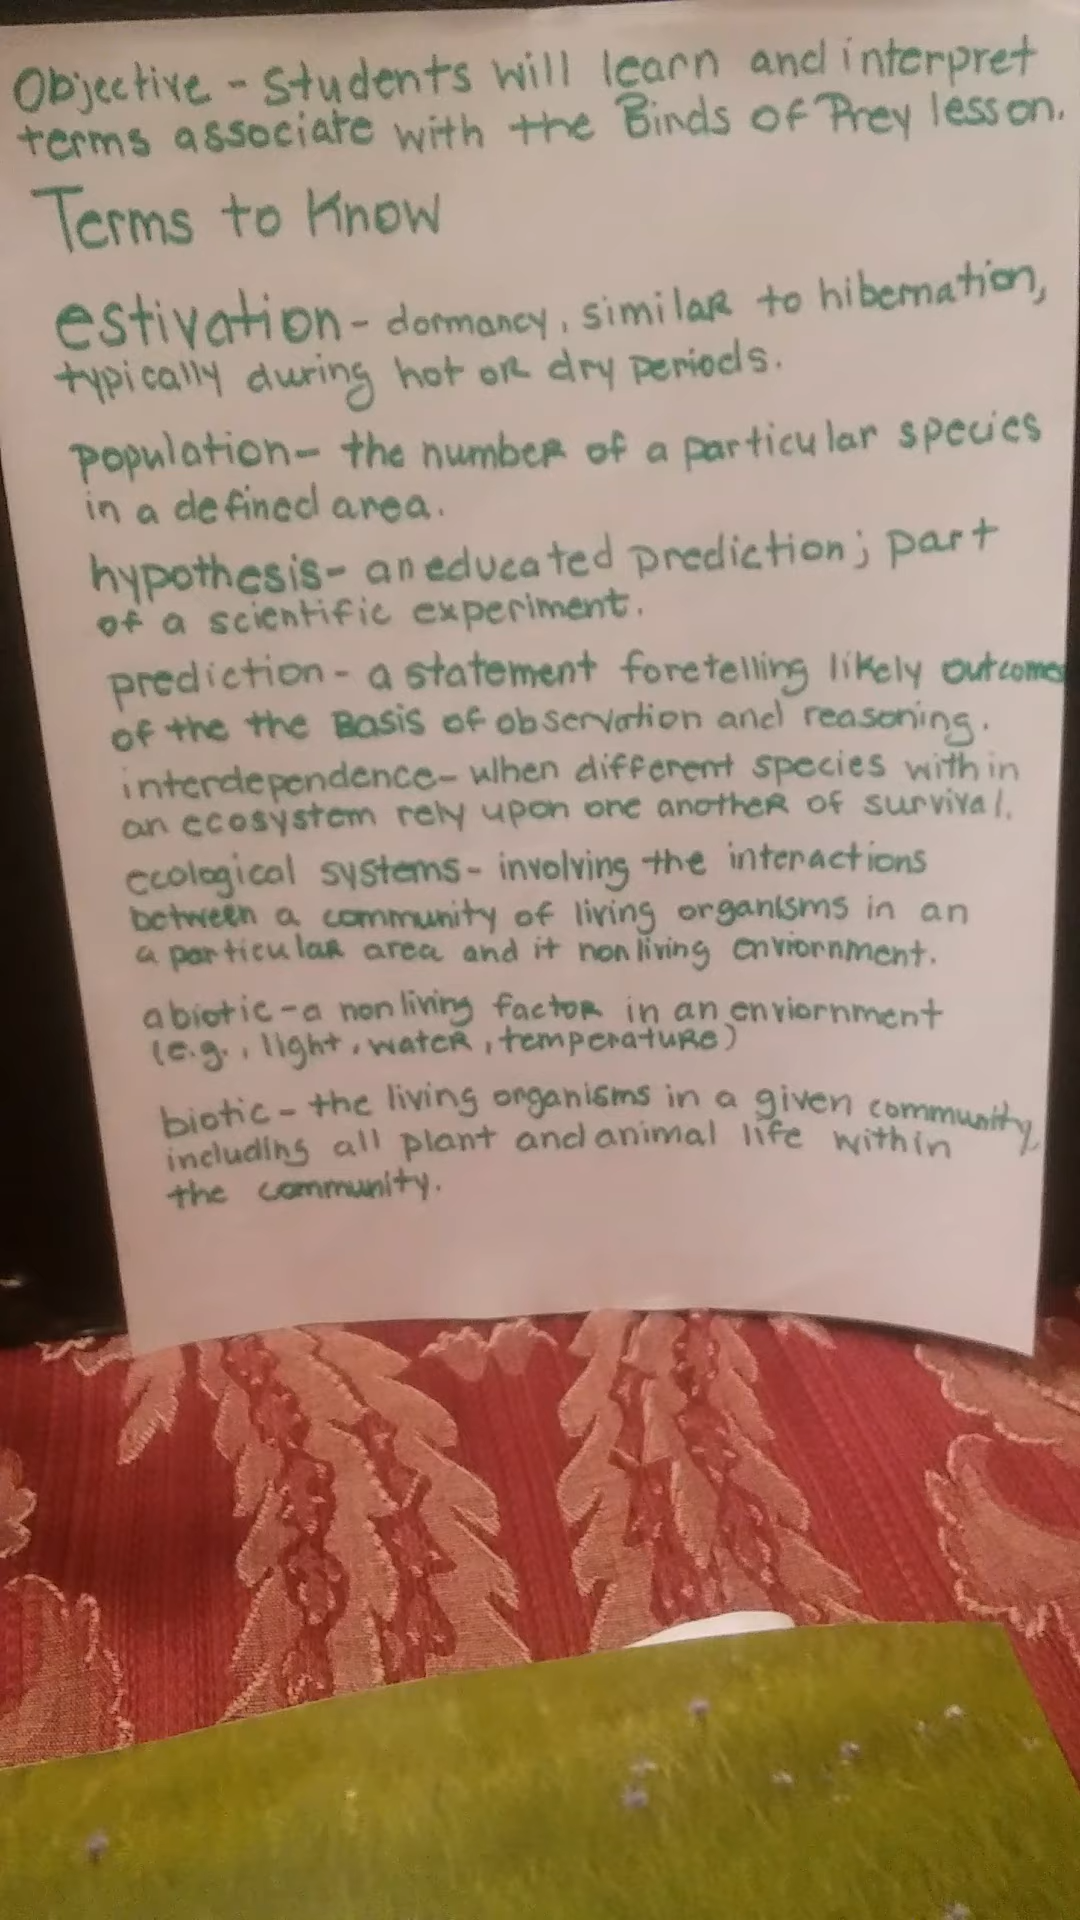 Objective - Students will learn and interpret
terms associate with the Binds of Prey lesson.
Terms to Know
estivation - dormancy, similar to hibernation,
typically during hot or dry periods.
population - the number of a particular species
in a defined area.
hypothesis - an educated prediction; part
of a scientific experiment.
prediction - a statement foretelling likely outcomes
of the the Basis of observation and reasoning.
interdependence - when different species within
an ecosystem rely upon one another of survival.
ecological systems - involving the interactions
between a community of living organisms in an
a particular area and it nonliving enviornment.
abiotic - a nonliving factor in an enviornment
(e.g., light, water, temperature)
biotic - the living organisms in a given community,
including all plant and animal life within
the community.